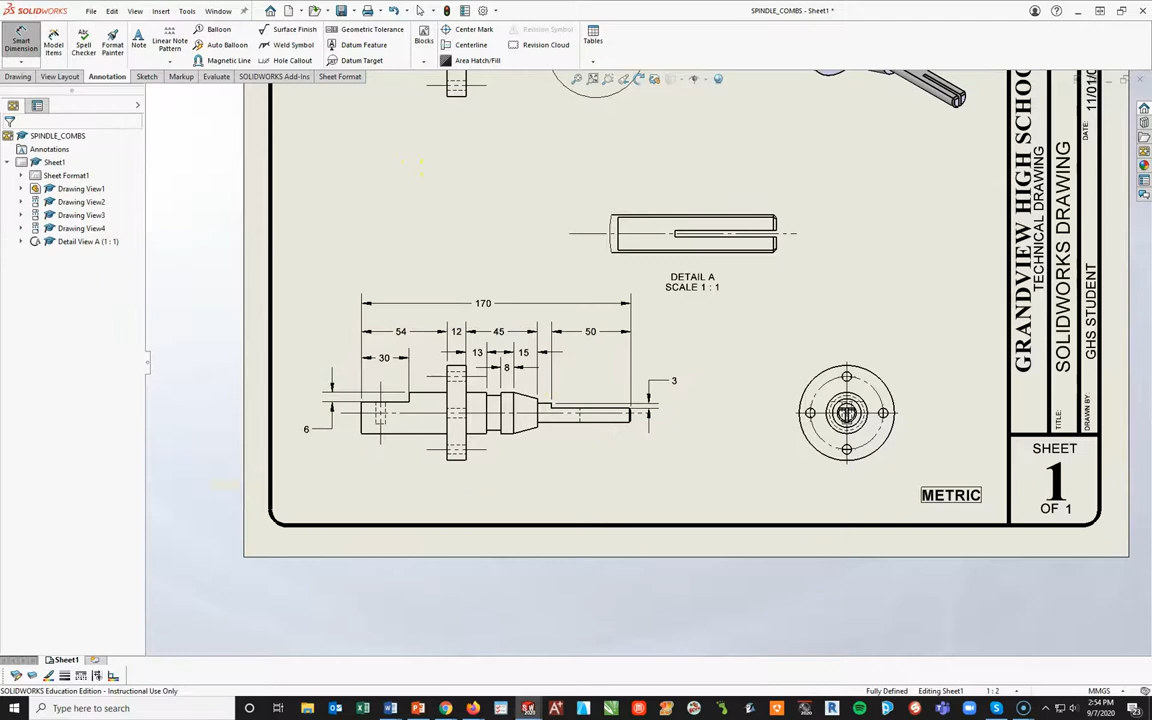 SOLIDWORKS
File
Edit
View
Insert
Tools
Window
SPINDLE_COMBS - Sheet1 *
Smart
Dimension
Model
Items
Spell
Checker
Format
Painter
Note
Linear Note
Pattern
Balloon
Auto Balloon
Magnetic Line
Surface Finish
Weld Symbol
Hole Callout
Geometric Tolerance
Datum Feature
Datum Target
Blocks
Center Mark
Centerline
Area Hatch/Fill
Revision Symbol
Revision Cloud
Tables
Drawing
View Layout
Annotation
Sketch
Markup
Evaluate
SOLIDWORKS Add-Ins
Sheet Format
SPINDLE_COMBS
Annotations
Sheet1
Sheet Format1
Drawing View1
Drawing View2
Drawing View3
Drawing View4
Detail View A (1 : 1)
DETAIL A
SCALE 1 : 1
170
54
12
45
50
30
13
15
8
3
6
METRIC
GRANDVIEW HIGH SCHOO
TECHNICAL DRAWING
TITLE:
SOLIDWORKS DRAWING
DRAWN BY:
GHS STUDENT
DATE:
11/01/
SHEET
1
OF 1
Sheet1
SOLIDWORKS Education Edition - Instructional Use Only
Fully Defined
Editing Sheet1
1 : 2
MMGS
Type here to search
2:54 PM
9/7/2020
23